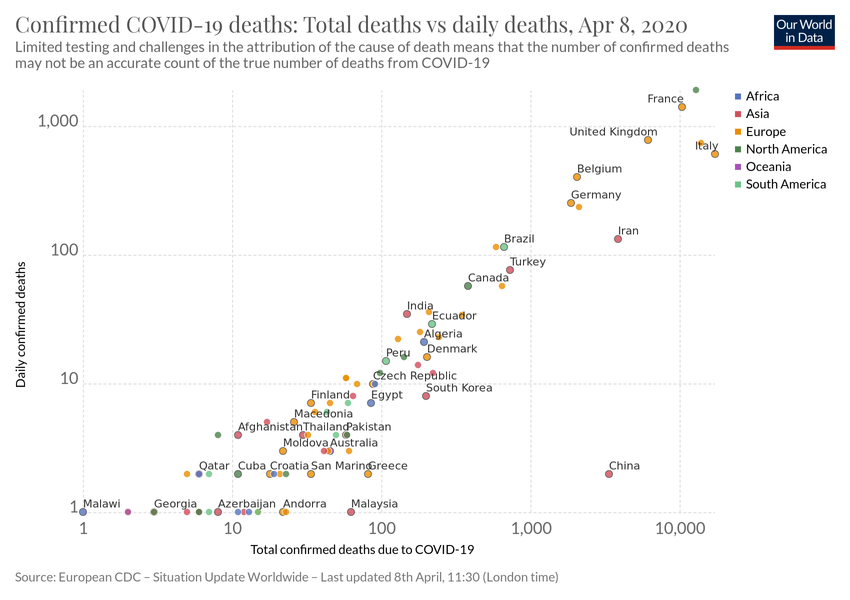 Confirmed COVID-19 deaths: Total deaths vs daily deaths, Apr 8, 2020
Limited testing and challenges in the attribution of the cause of death means that the number of confirmed deaths
may not be an accurate count of the true number of deaths from COVID-19
Our World
in Data
Africa
Asia
Europe
North America
Oceania
South America
Daily confirmed deaths
1,000
100
10
1
France
United Kingdom
Italy
Belgium
Germany
Iran
Brazil
Turkey
Canada
India
Ecuador
Algeria
Peru
Denmark
Czech Republic
South Korea
Finland
Egypt
Macedonia
Afghanistan
Thailand
Pakistan
Moldova
Australia
Qatar
Cuba
Croatia
San Marino
Greece
China
Malawi
Georgia
Azerbaijan
Andorra
Malaysia
1
10
100
1,000
10,000
Total confirmed deaths due to COVID-19
Source: European CDC – Situation Update Worldwide – Last updated 8th April, 11:30 (London time)